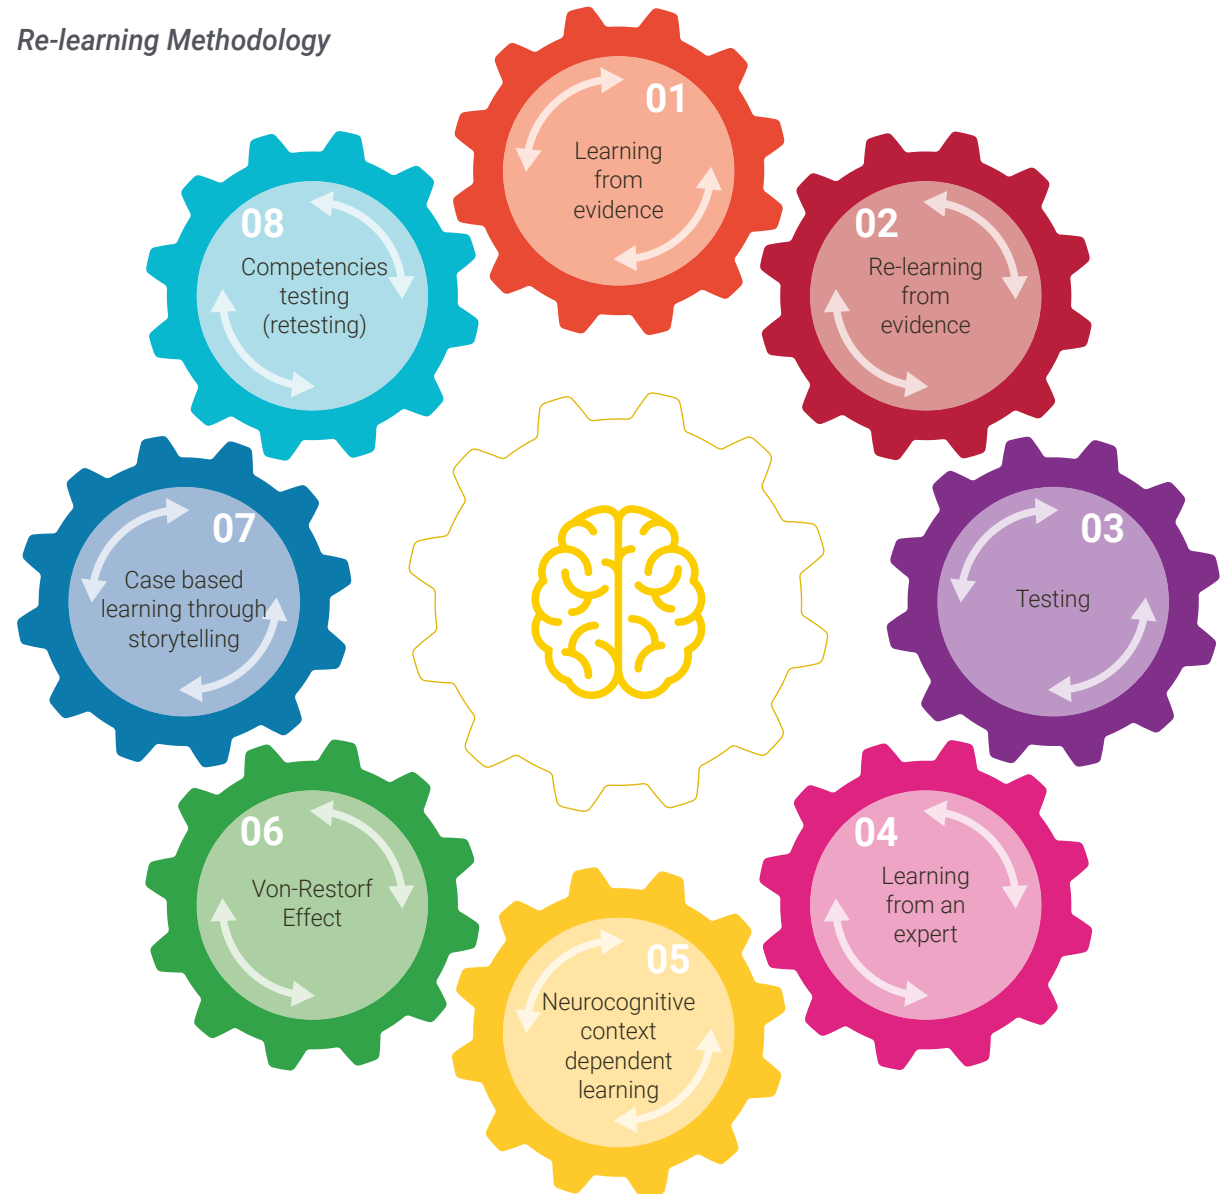 Re-learning Methodology
01
Learning
from
evidence
02
Re-learning
from
evidence
03
Testing
04
Learning
from an
expert
05
Neurocognitive
context
dependent
learning
06
Von-Restorf
Effect
07
Case based
learning through
storytelling
08
Competencies
testing
(retesting)